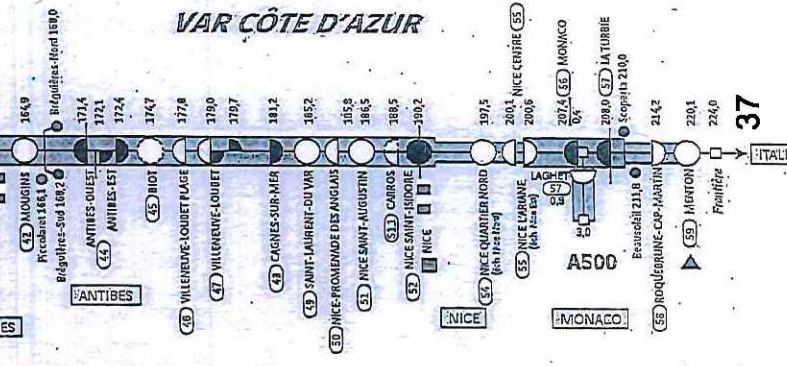 VAR CÔTE D'AZUR
164,9
42 MOUGINS
Piccolaret 166,1
Bréguières-Nord 168,0
Bréguières-Sud 168,2
171,4
ANTIBES-OUEST
172,1
44
172,4
ANTIBES-EST
ANTIBES
174,7
45 BIOT
177,8
46 VILLENEUVE-LOUBET PLAGE
179,0
47 VILLENEUVE-LOUBET
179,7
181,2
48 CAGNES-SUR-MER
185,2
49 SAINT-LAURENT DU VAR
185,8
50 NICE-PROMENADE DES ANGLAIS
186,5
51 NICE SAINT-AUGUSTIN
188,5
CARROS
190,2
52 NICE SAINT-ISIDORE
NICE
197,5
54 NICE QUARTIER NORD
NICE
200,1
NICE CENTRE 55
200,6
55 NICE L'ARIANE
207,4
56 MONACO
0,4
LAGHET
57
0,9
3,0
A500
MONACO
208,0
57 LA TURBIE
Scoperta 210,0
Beausoleil 211,8
214,2
58 ROQUEBRUNE-CAP-MARTIN
220,1
59 MENTON
224,0
Frontière
ITALI
37
ES